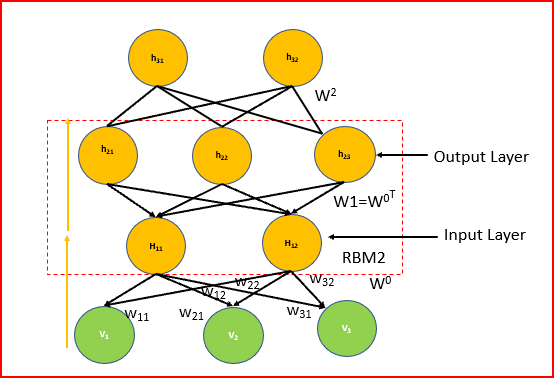 h31 h32
W2
h21 h22 h23
Output Layer
W1=W0T
Input Layer
H11 H12
RBM2
W0
w22 w32
w12
w11 w21 w31
V1 V2 V3